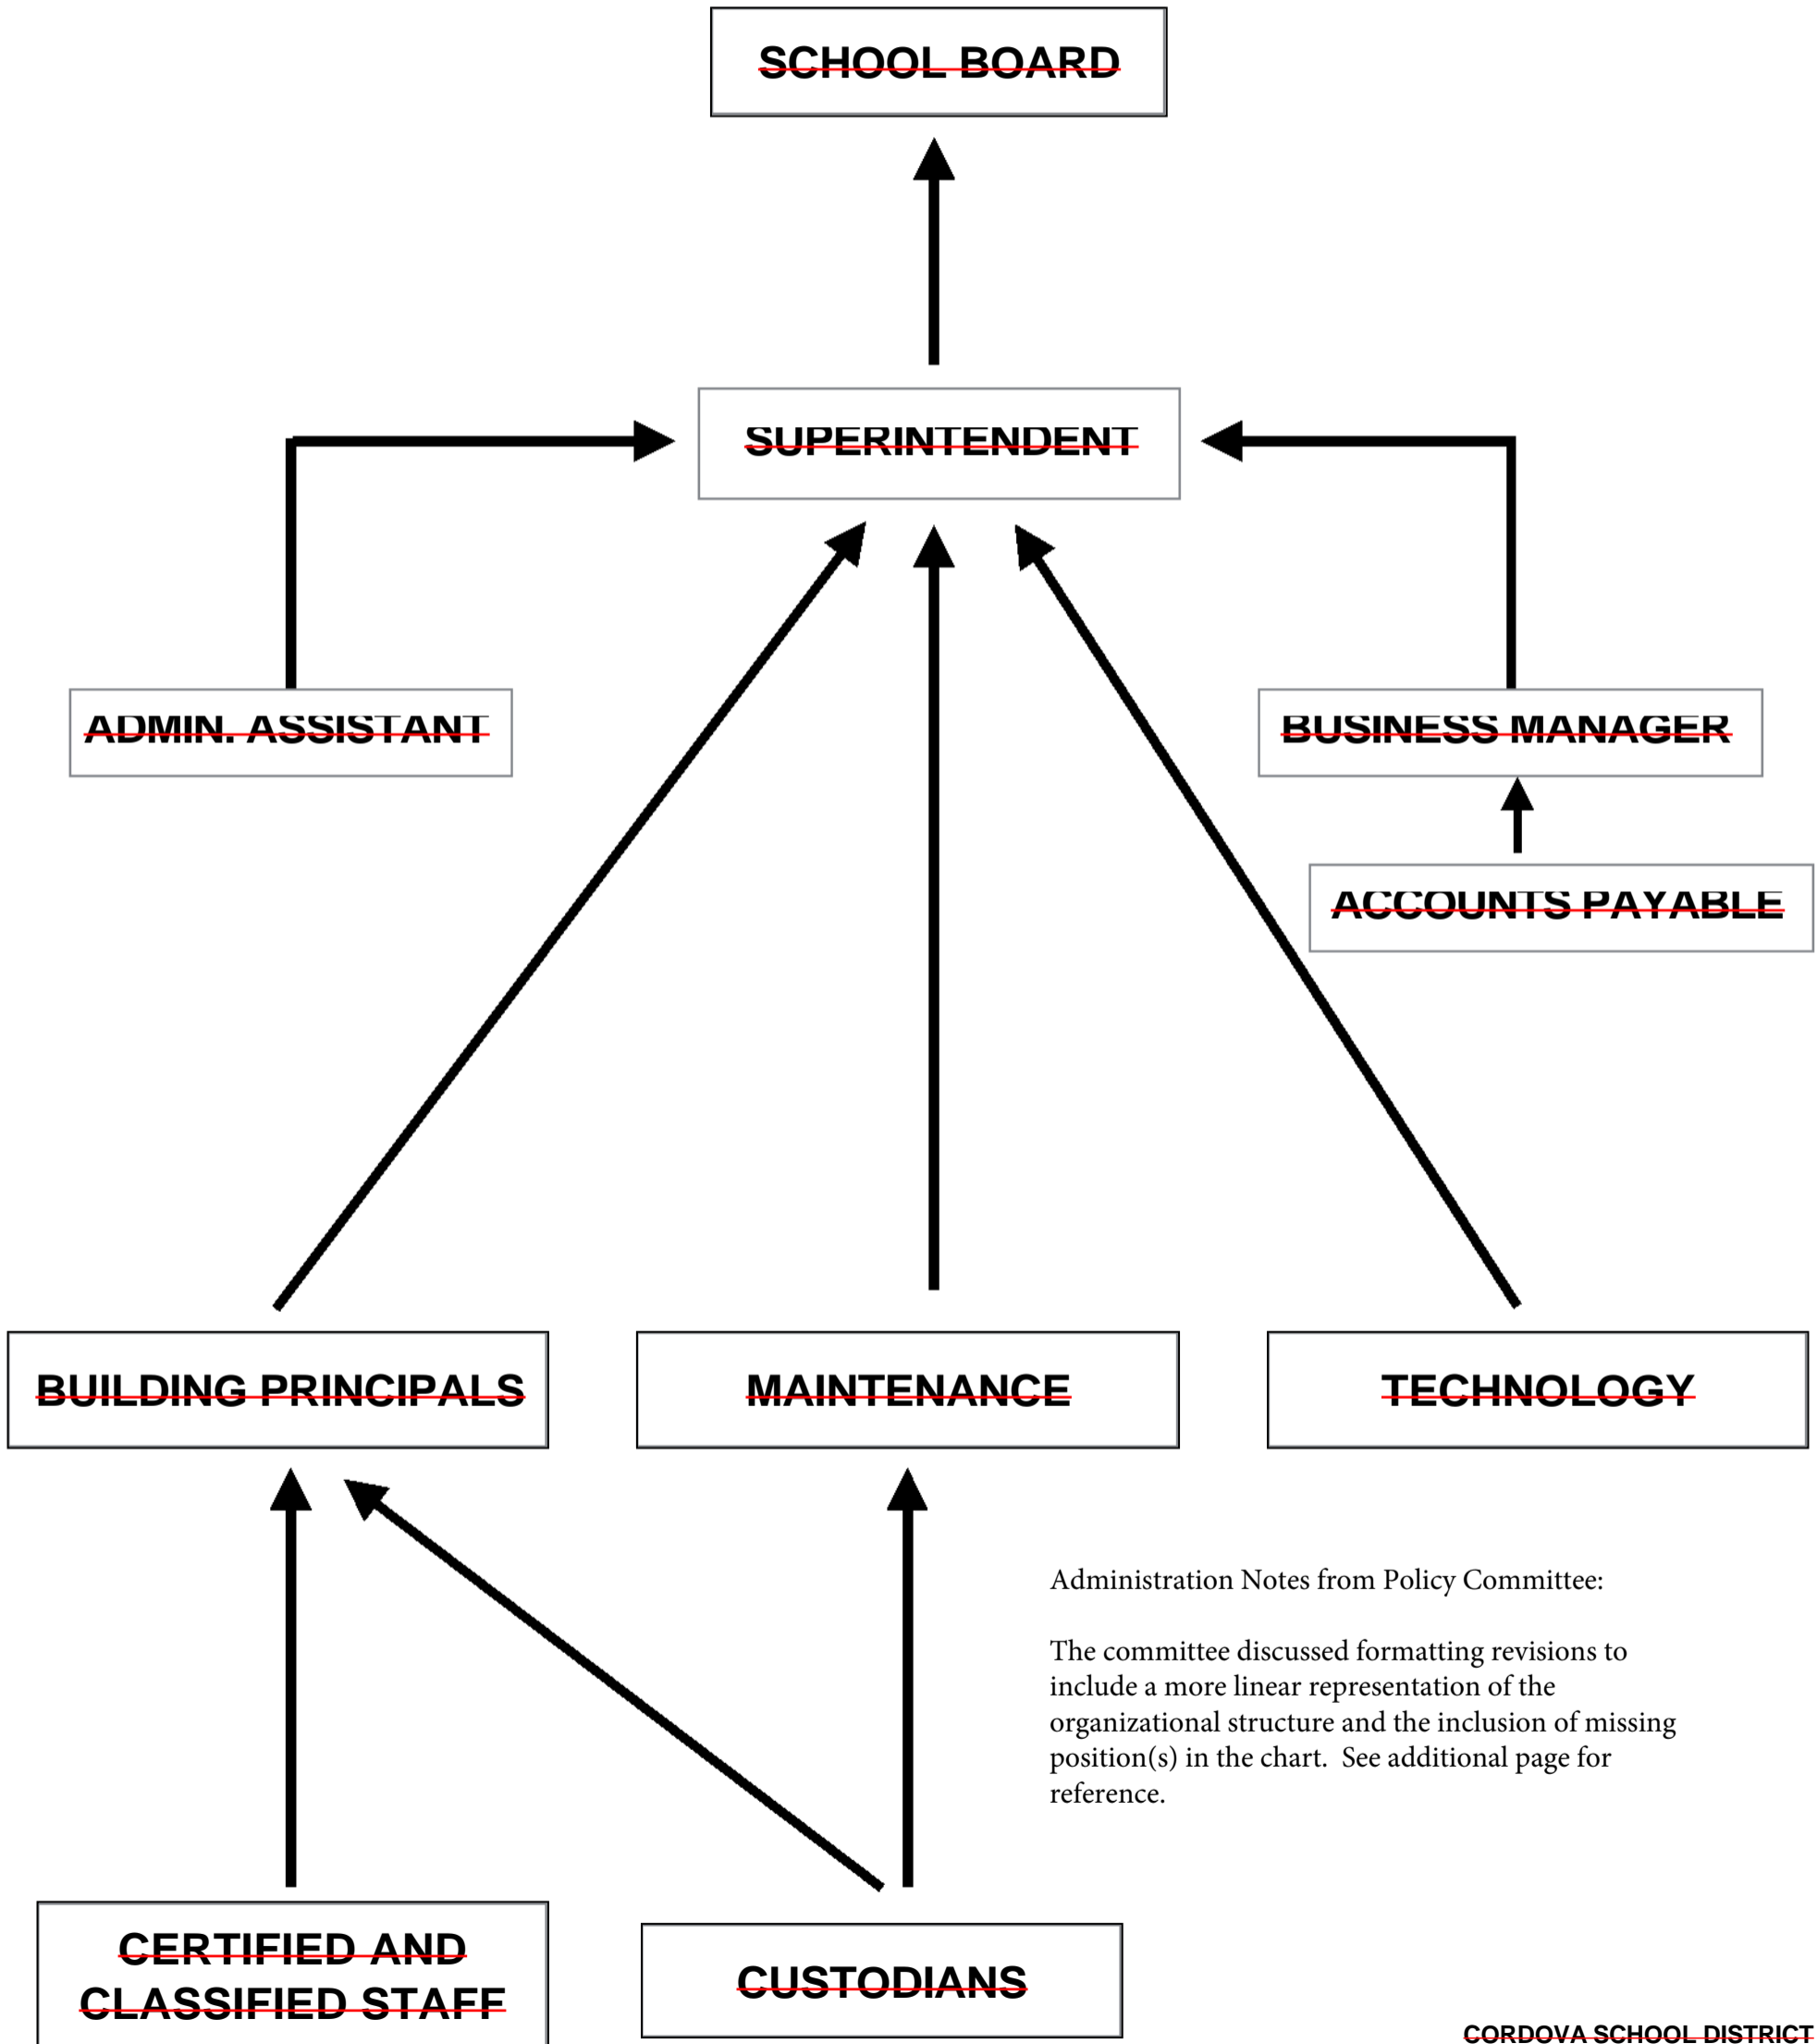 SCHOOL BOARD
SUPERINTENDENT
ADMIN. ASSISTANT
BUSINESS MANAGER
ACCOUNTS PAYABLE
BUILDING PRINCIPALS
MAINTENANCE
TECHNOLOGY
Administration Notes from Policy Committee:
The committee discussed formatting revisions to
include a more linear representation of the
organizational structure and the inclusion of missing
position(s) in the chart.  See additional page for
reference.
CERTIFIED AND
CLASSIFIED STAFF
CUSTODIANS
CORDOVA SCHOOL DISTRICT